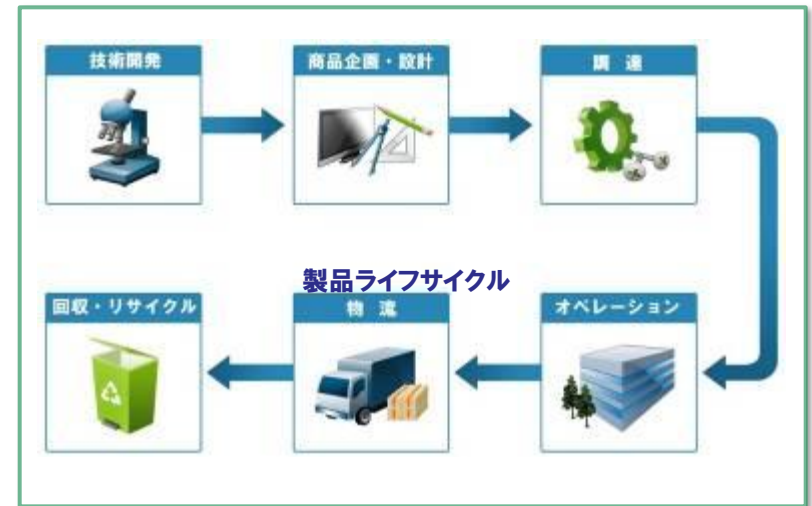 技術開発
商品企画・設計
調達
製品ライフサイクル
回収・リサイクル
物流
オペレーション